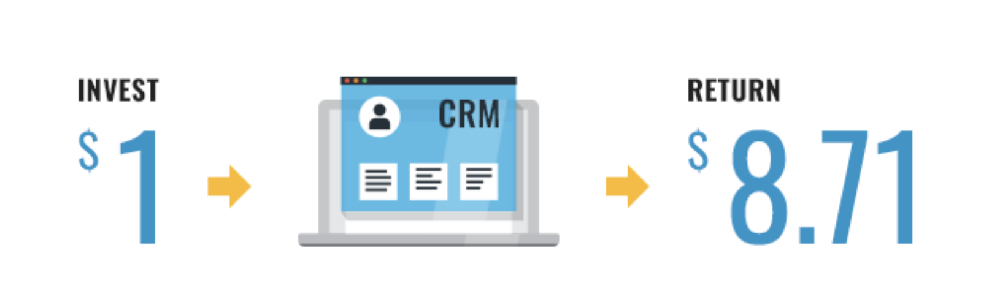 INVEST
$ 1
CRM
RETURN
$ 8.71